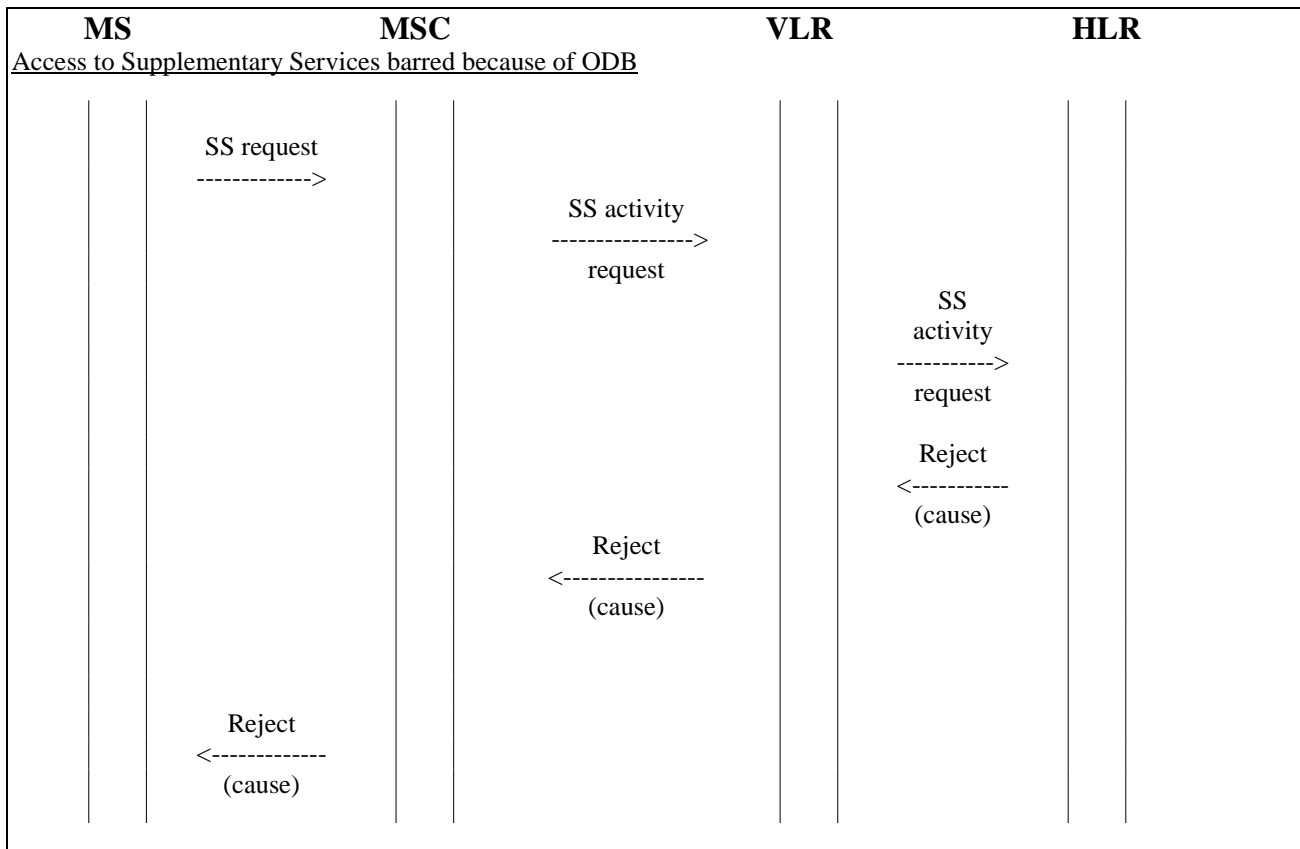 MS MSC VLR HLR
Access to Supplementary Services barred because of ODB
SS request
------------->
SS activity
---------------->
request
SS
activity
----------->
request
Reject
<-----------
(cause)
Reject
<----------------
(cause)
Reject
<-------------
(cause)